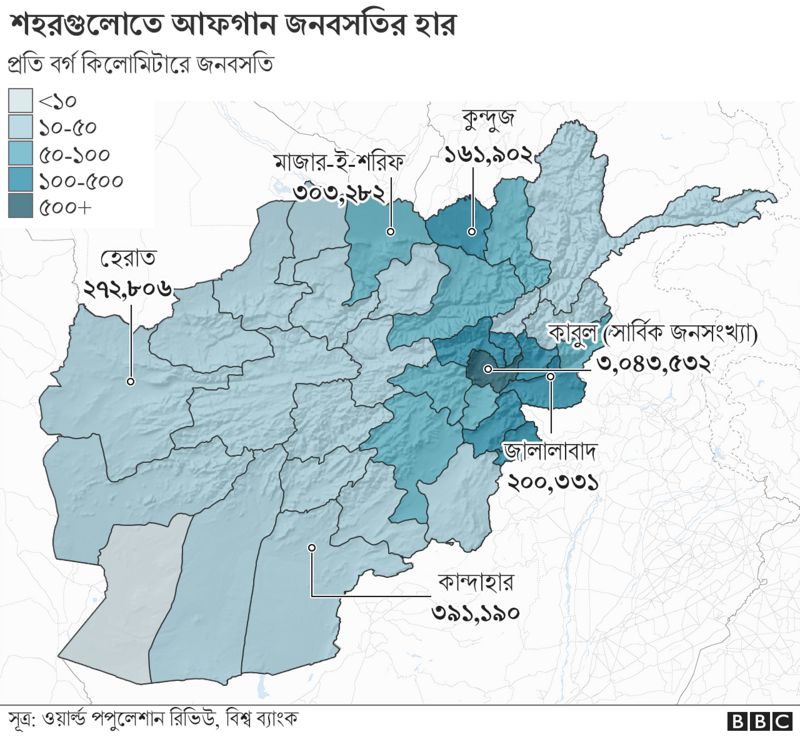 শহরগুলোতে আফগান জনবসতির হার
প্রতি বর্গ কিলোমিটারে জনবসতি
<১০
১০-৫০
৫০-১০০
১০০-৫০০
৫০০+
কুন্দুজ
১৬১,৯০২
মাজার-ই-শরিফ
৩০৩,২৮২
হেরাত
২৭২,৮০৬
কাবুল (সার্বিক জনসংখ্যা)
৩,০৪৩,৫৩২
জালালাবাদ
২০০,৩৩১
কান্দাহার
৩৯১,১৯০
সূত্র: ওয়ার্ল্ড পপুলেশান রিভিউ, বিশ্ব ব্যাংক
BBC